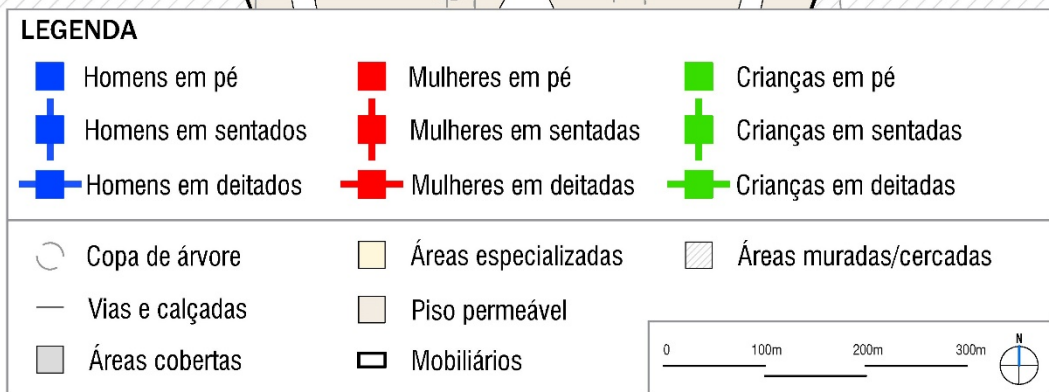 LEGENDA
Homens em pé
Mulheres em pé
Crianças em pé
Homens em sentados
Mulheres em sentadas
Crianças em sentadas
Homens em deitados
Mulheres em deitadas
Crianças em deitadas
Copa de árvore
Áreas especializadas
Áreas muradas/cercadas
Vias e calçadas
Piso permeável
Áreas cobertas
Mobiliários
0 100m 200m 300m
N